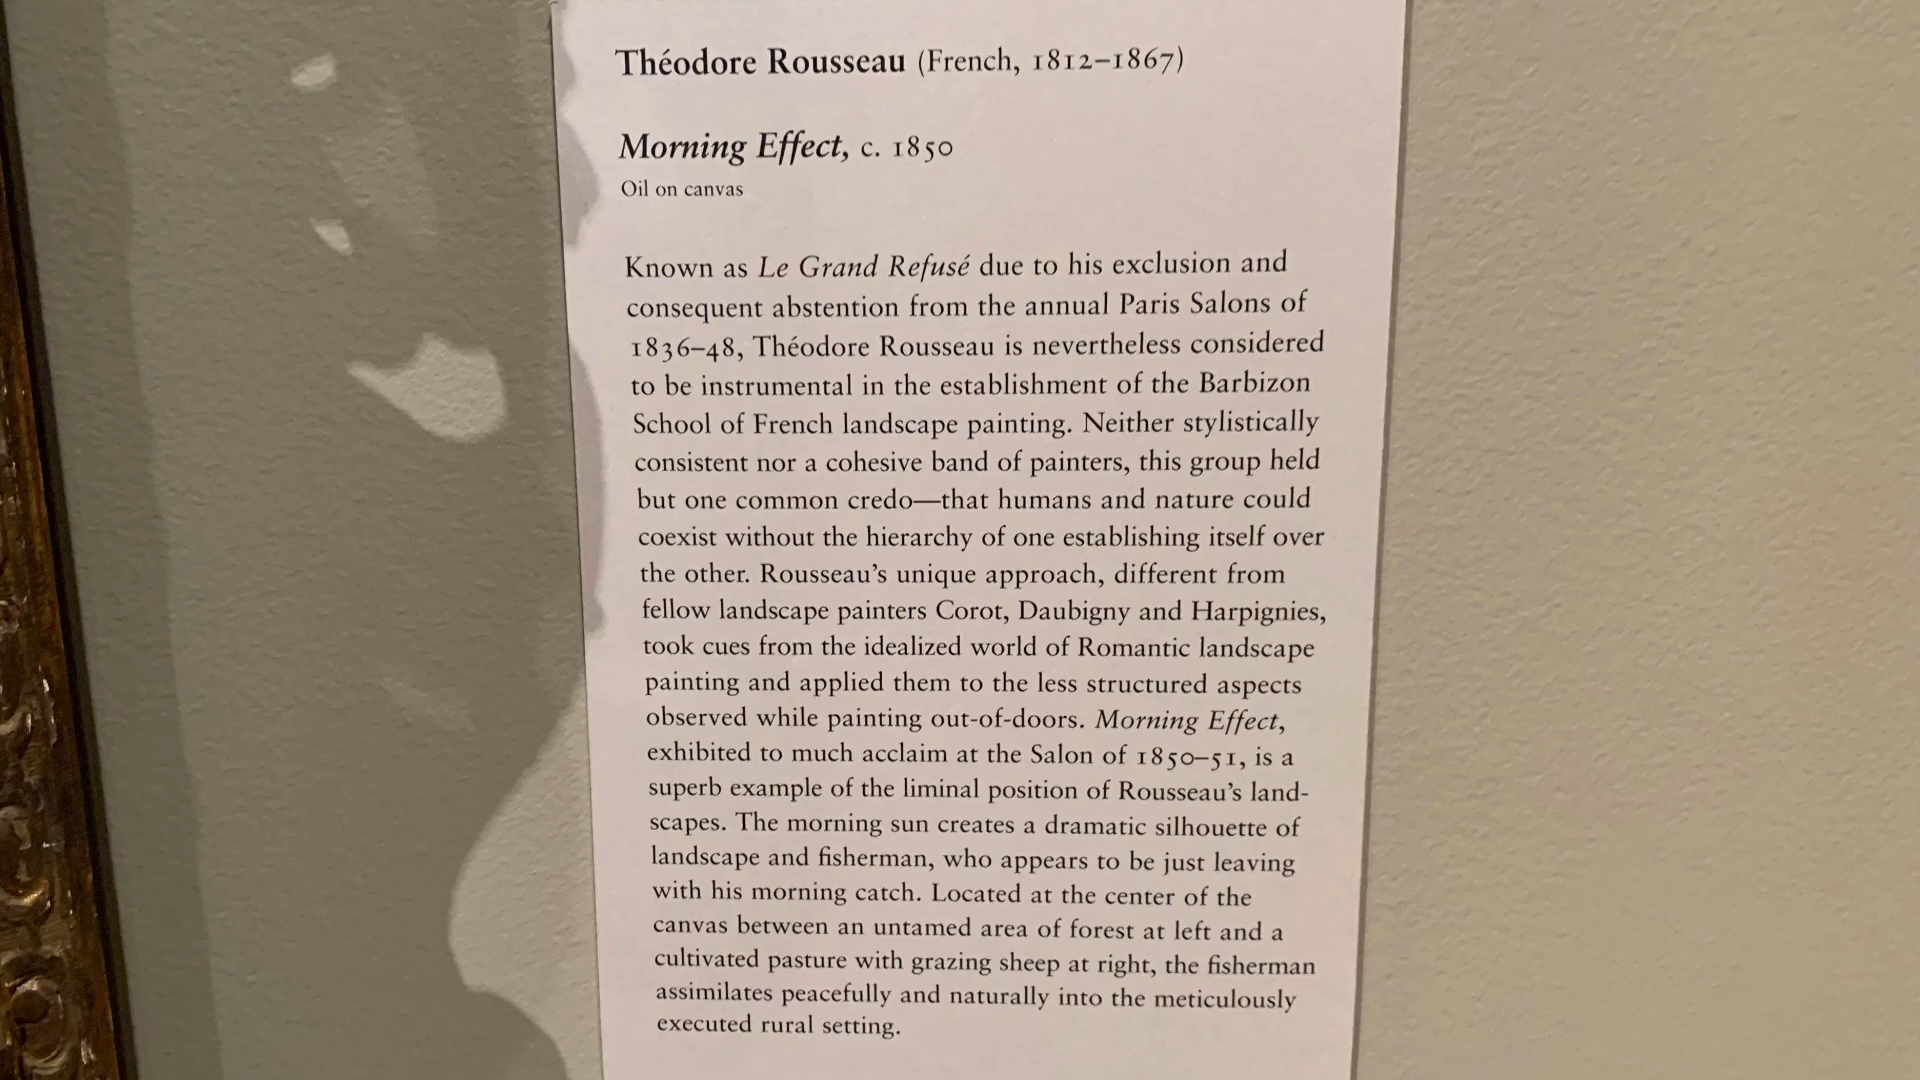 Théodore Rousseau (French, 1812–1867)
Morning Effect, c. 1850
Oil on canvas
Known as Le Grand Refusé due to his exclusion and
consequent abstention from the annual Paris Salons of
1836–48, Théodore Rousseau is nevertheless considered
to be instrumental in the establishment of the Barbizon
School of French landscape painting. Neither stylistically
consistent nor a cohesive band of painters, this group held
but one common credo—that humans and nature could
coexist without the hierarchy of one establishing itself over
the other. Rousseau’s unique approach, different from
fellow landscape painters Corot, Daubigny and Harpignies,
took cues from the idealized world of Romantic landscape
painting and applied them to the less structured aspects
observed while painting out-of-doors. Morning Effect,
exhibited to much acclaim at the Salon of 1850–51, is a
superb example of the liminal position of Rousseau’s land-
scapes. The morning sun creates a dramatic silhouette of
landscape and fisherman, who appears to be just leaving
with his morning catch. Located at the center of the
canvas between an untamed area of forest at left and a
cultivated pasture with grazing sheep at right, the fisherman
assimilates peacefully and naturally into the meticulously
executed rural setting.